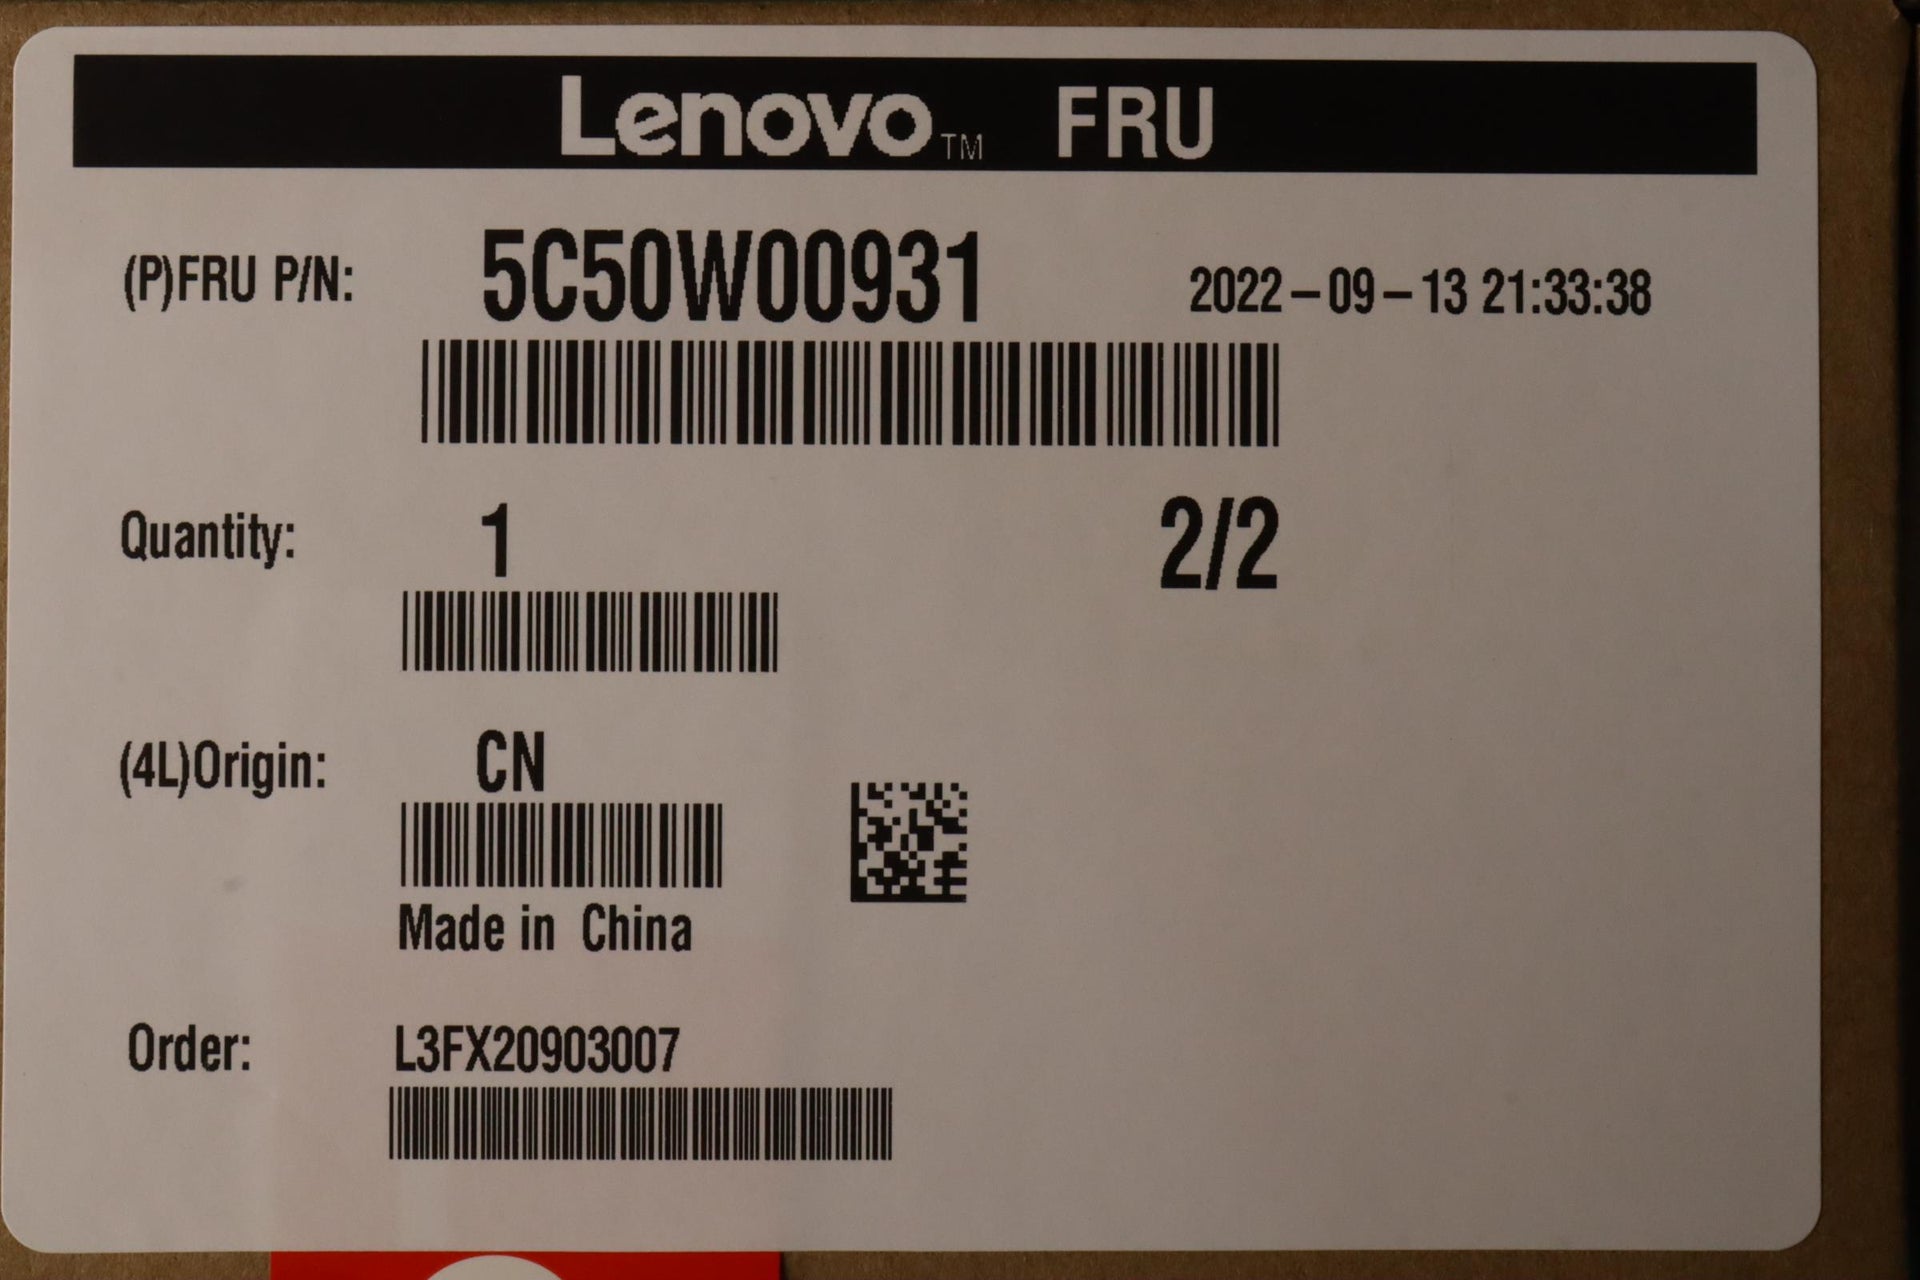 Lenovo™ FRU
(P)FRU P/N: 5C50W00931 2022-09-13 21:33:38
Quantity: 1 2/2
(4L)Origin: CN
Made in China
Order: L3FX20903007